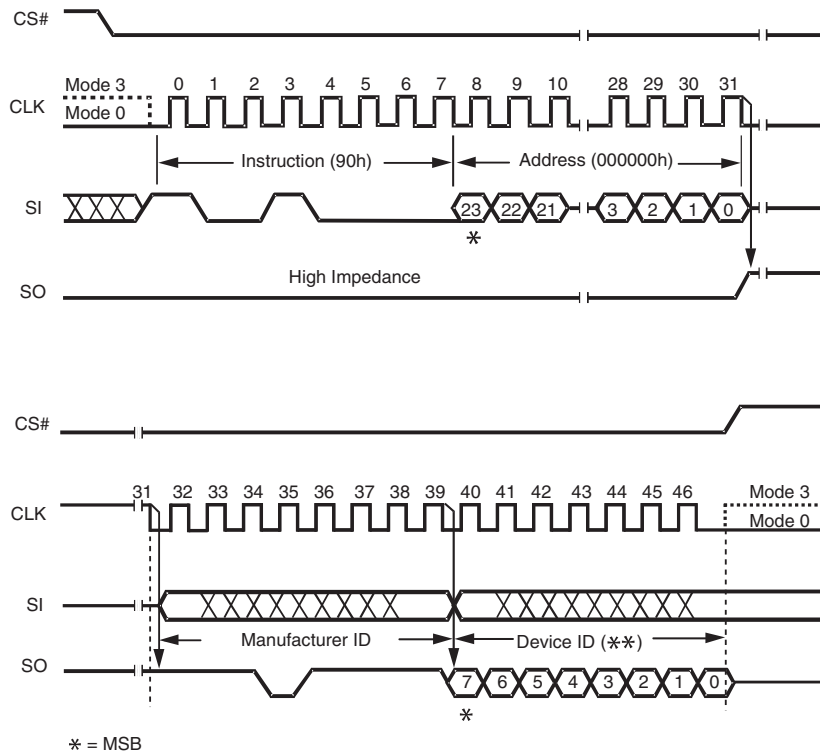 CS#
Mode 3
0 1 2 3 4 5 6 7 8 9 10 28 29 30 31
CLK
Mode 0
Instruction (90h) Address (000000h)
SI
23 22 21 3 2 1 0
*
High Impedance
SO
CS#
31 32 33 34 35 36 37 38 39 40 41 42 43 44 45 46
Mode 3
CLK
Mode 0
SI
Manufacturer ID Device ID (**)
SO
7 6 5 4 3 2 1 0
*
* = MSB